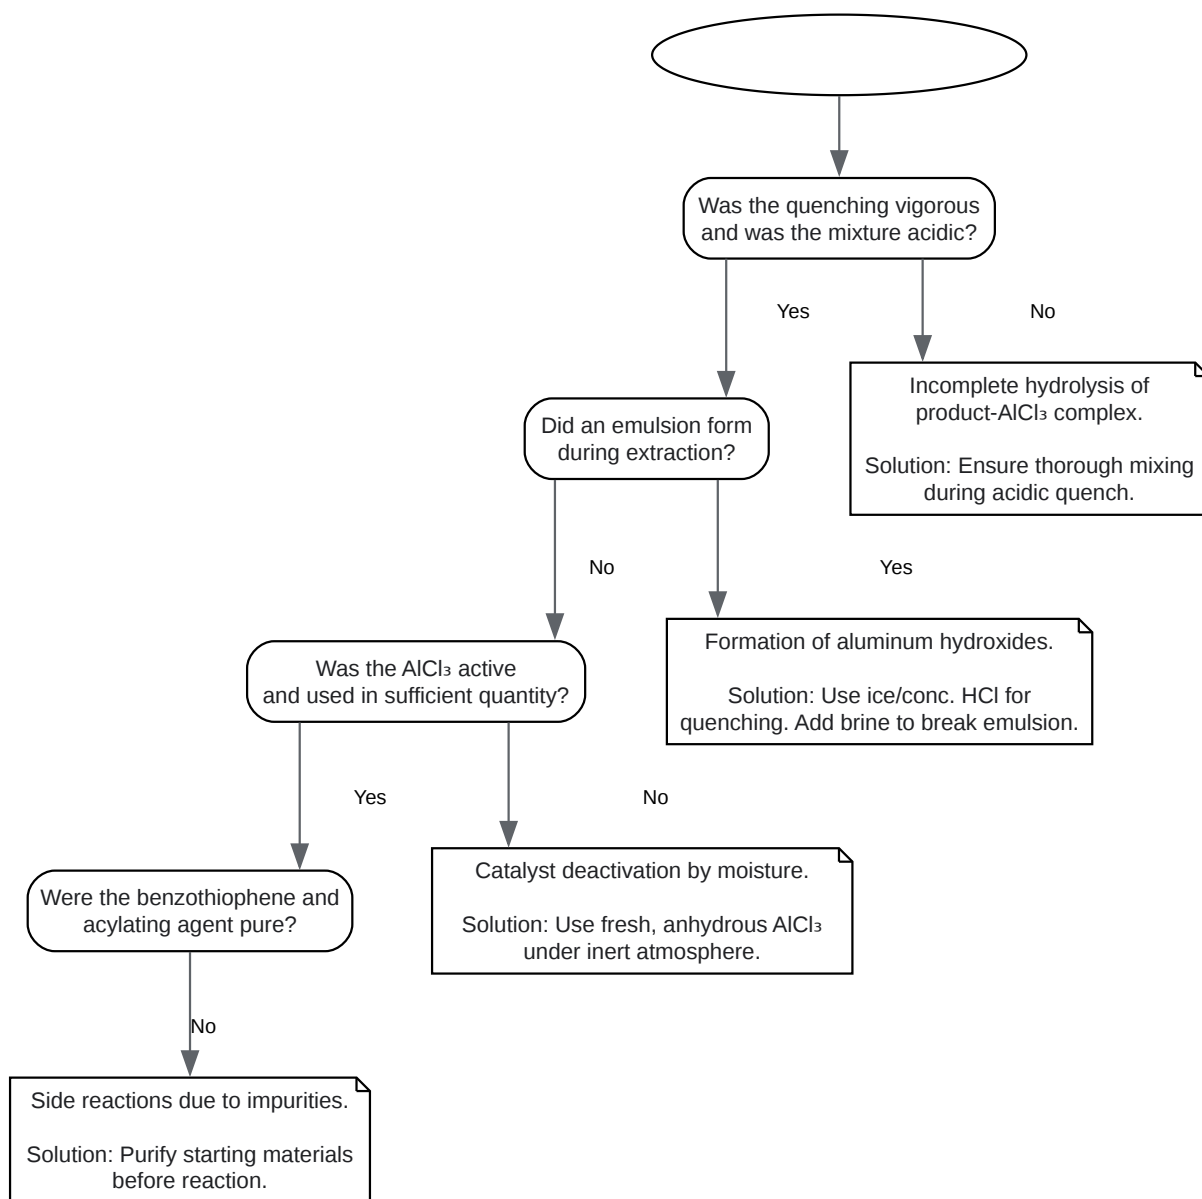 Was the quenching vigorous
and was the mixture acidic?
Yes
No
Incomplete hydrolysis of
product-AlCl₃ complex.
Solution: Ensure thorough mixing
during acidic quench.
Did an emulsion form
during extraction?
No
Yes
Formation of aluminum hydroxides.
Solution: Use ice/conc. HCl for
quenching. Add brine to break emulsion.
Was the AlCl₃ active
and used in sufficient quantity?
Yes
No
Catalyst deactivation by moisture.
Solution: Use fresh, anhydrous AlCl₃
under inert atmosphere.
Were the benzothiophene and
acylating agent pure?
No
Side reactions due to impurities.
Solution: Purify starting materials
before reaction.